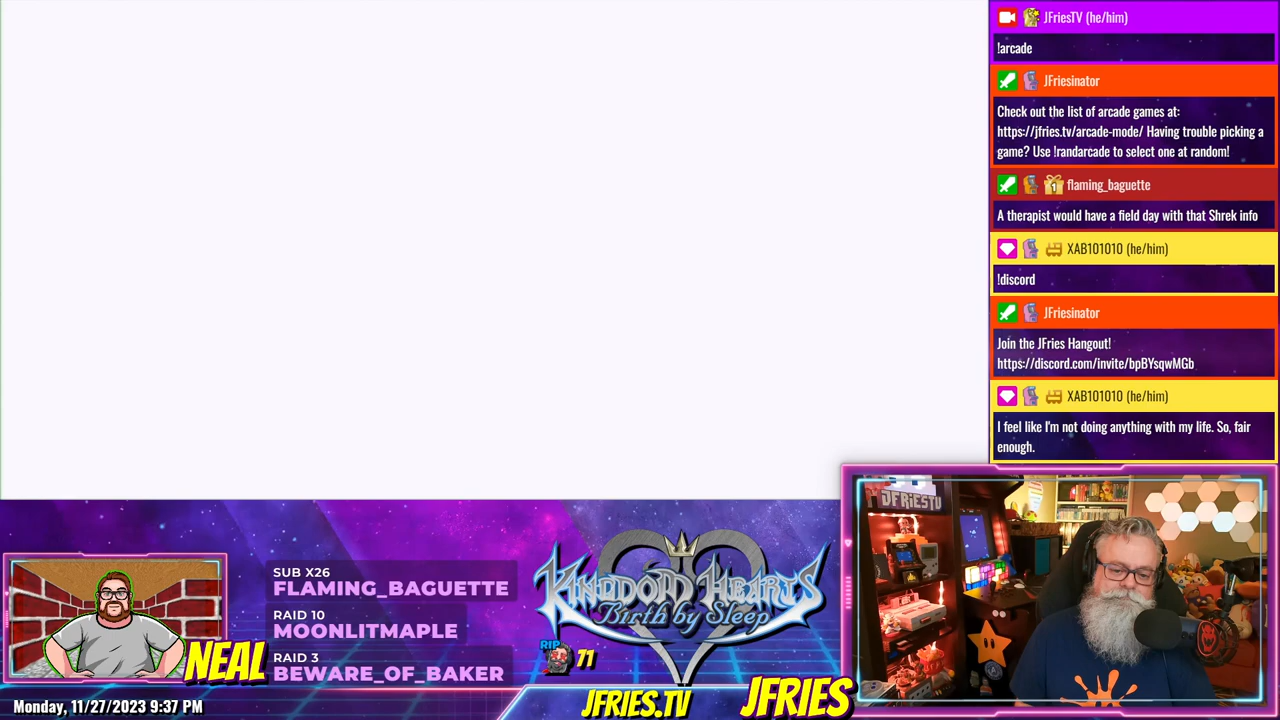 JFriesTV (he/him)
!arcade
JFriesinator
Check out the list of arcade games at:
https://jfries.tv/arcade-mode/ Having trouble picking a
game? Use !randarcade to select one at random!
1
flaming_baguette
A therapist would have a field day with that Shrek info
XAB101010 (he/him)
!discord
JFriesinator
Join the JFries Hangout!
https://discord.com/invite/bpBYsqwMGb
XAB101010 (he/him)
I feel like I'm not doing anything with my life. So, fair
enough.
JFRIESTV
SUB X26
FLAMING_BAGUETTE
RAID 10
MOONLITMAPLE
RAID 3
BEWARE_OF_BAKER
NEAL
KINGDOM HEARTS
Birth by Sleep
RIP
71
JFRIES.TV
JFRIES
Monday, 11/27/2023 9:37 PM